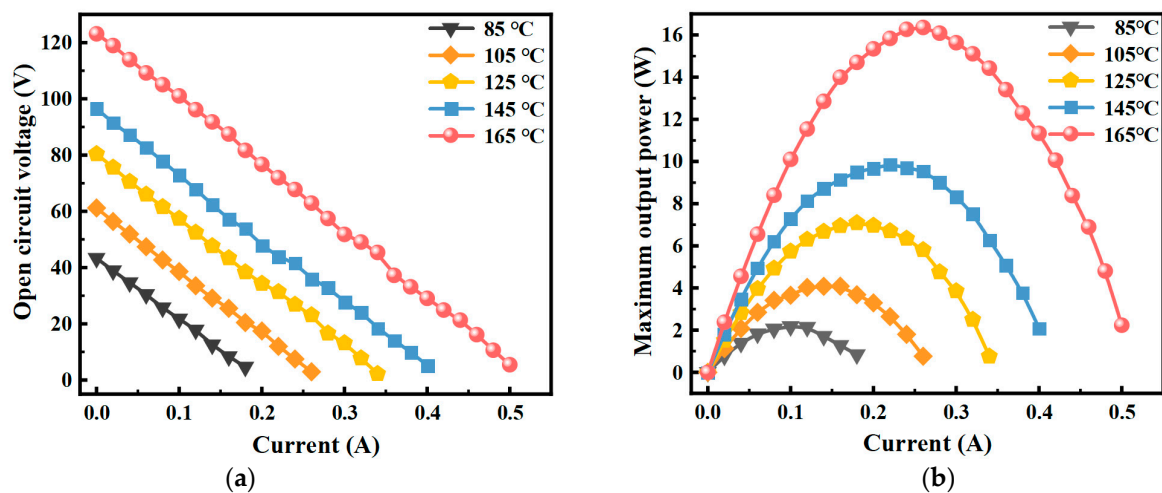 Open circuit voltage (V)
120
100
80
60
40
20
0
85 °C
105 °C
125 °C
145 °C
165 °C
0.0 0.1 0.2 0.3 0.4 0.5
Current (A)
(a)
Maximum output power (W)
16
14
12
10
8
6
4
2
0
85°C
105°C
125°C
145°C
165°C
0.0 0.1 0.2 0.3 0.4 0.5
Current (A)
(b)